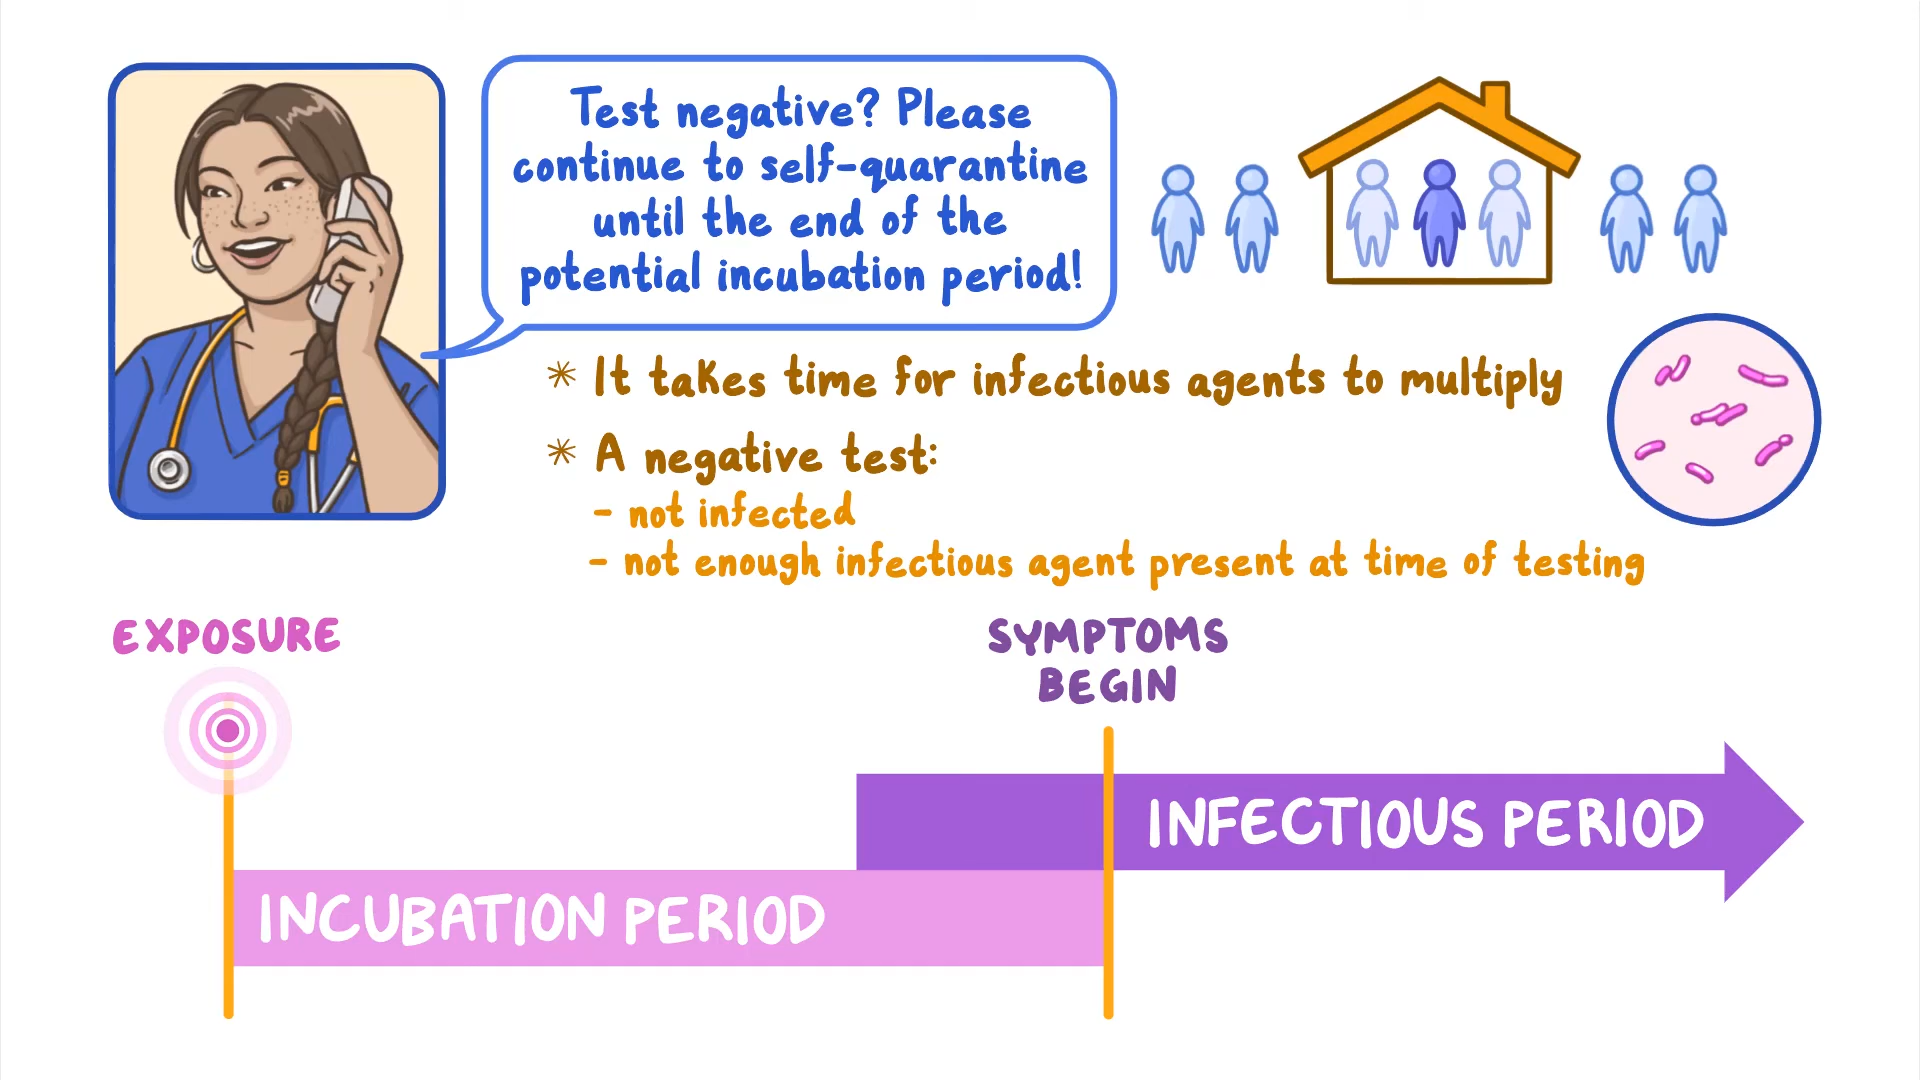 Test negative? Please
continue to self-quarantine
until the end of the
potential incubation period!
* It takes time for infectious agents to multiply
* A negative test:
- not infected
- not enough infectious agent present at time of testing
EXPOSURE
SYMPTOMS
BEGIN
INFECTIOUS PERIOD
INCUBATION PERIOD